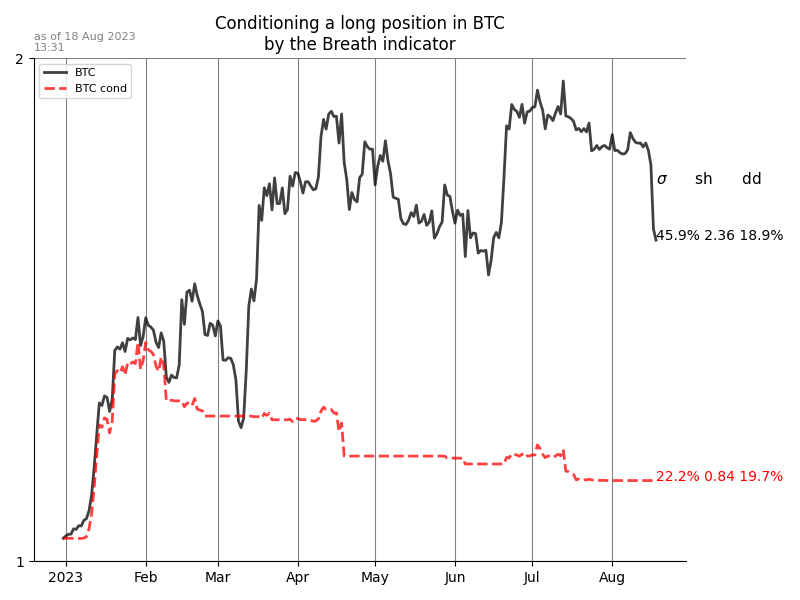 Conditioning a long position in BTC
by the Breath indicator
as of 18 Aug 2023
13:31
2
BTC
BTC cond
σ sh dd
45.9% 2.36 18.9%
22.2% 0.84 19.7%
1
2023 Feb Mar Apr May Jun Jul Aug